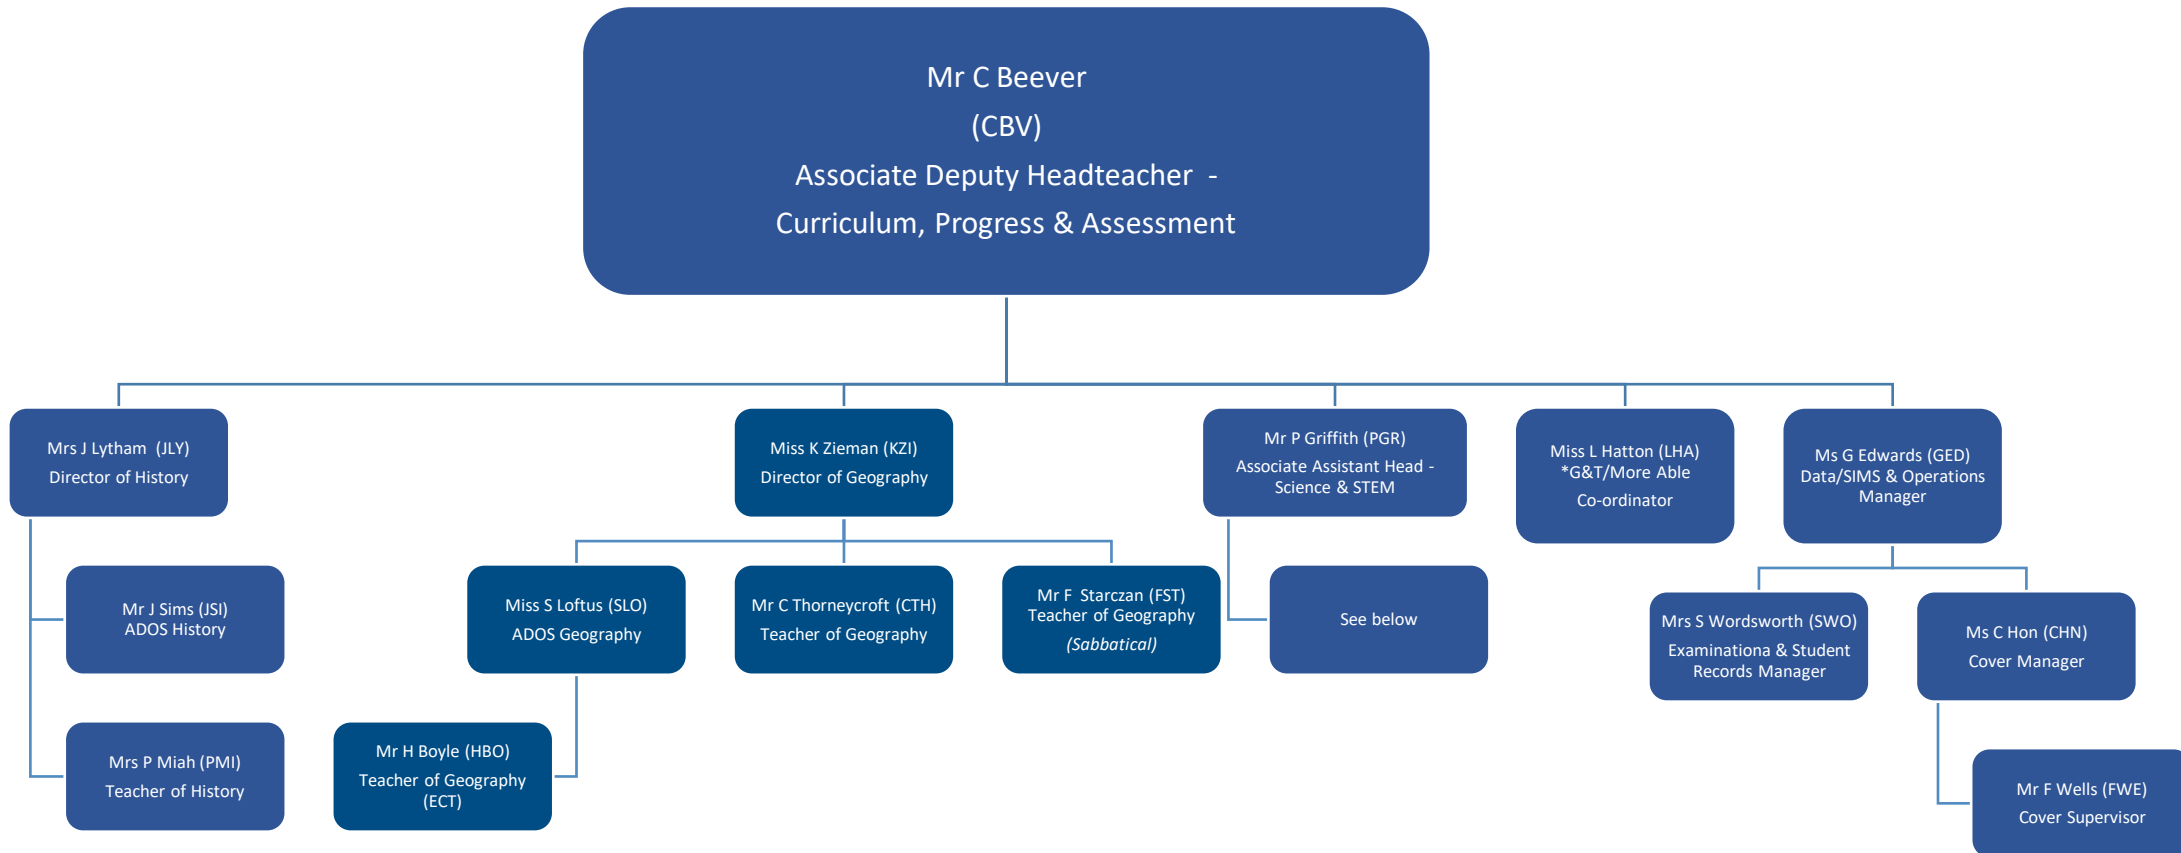 Mr C Beever
(CBV)
Associate Deputy Headteacher -
Curriculum, Progress & Assessment
Mrs J Lytham (JLY)
Director of History
Miss K Zieman (KZI)
Director of Geography
Mr P Griffith (PGR)
Associate Assistant Head -
Science & STEM
Miss L Hatton (LHA)
*G&T/More Able
Co-ordinator
Ms G Edwards (GED)
Data/SIMS & Operations
Manager
Mr J Sims (JSI)
ADOS History
Miss S Loftus (SLO)
ADOS Geography
Mr C Thorneycroft (CTH)
Teacher of Geography
Mr F Starczan (FST)
Teacher of Geography
(Sabbatical)
See below
Mrs S Wordsworth (SWO)
Examinationa & Student
Records Manager
Ms C Hon (CHN)
Cover Manager
Mrs P Miah (PMI)
Teacher of History
Mr H Boyle (HBO)
Teacher of Geography
(ECT)
Mr F Wells (FWE)
Cover Supervisor